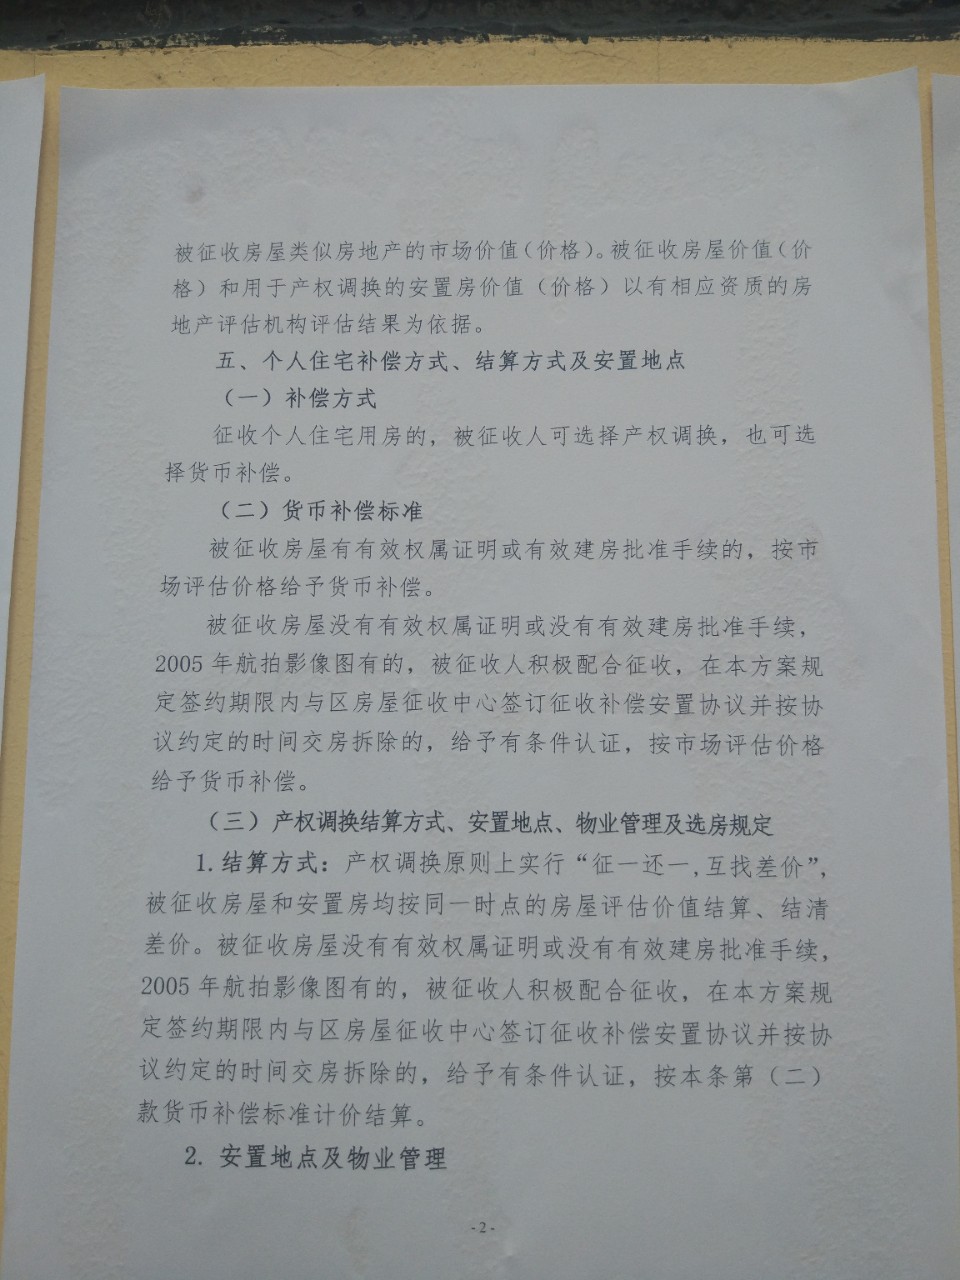 被征收房屋类似房地产的市场价值（价格）。被征收房屋价值（价
格）和用于产权调换的安置房价值（价格）以有相应资质的房
地产评估机构评估结果为依据。
五、个人住宅补偿方式、结算方式及安置地点
（一）补偿方式
征收个人住宅用房的，被征收人可选择产权调换，也可选
择货币补偿。
（二）货币补偿标准
被征收房屋有有效权属证明或有效建房批准手续的，按市
场评估价格给予货币补偿。
被征收房屋没有有效权属证明或没有有效建房批准手续，
2005年航拍影像图有的，被征收人积极配合征收，在本方案规
定签约期限内与区房屋征收中心签订征收补偿安置协议并按协
议约定的时间交房拆除的，给予有条件认证，按市场评估价格
给予货币补偿。
（三）产权调换结算方式、安置地点、物业管理及选房规定
1.结算方式：产权调换原则上实行“征一还一,互找差价”，
被征收房屋和安置房均按同一时点的房屋评估价值结算、结清
差价。被征收房屋没有有效权属证明或没有有效建房批准手续，
2005年航拍影像图有的，被征收人积极配合征收，在本方案规
定签约期限内与区房屋征收中心签订征收补偿安置协议并按协
议约定的时间交房拆除的，给予有条件认证，按本条第（二）
款货币补偿标准计价结算。
2. 安置地点及物业管理
- 2 -